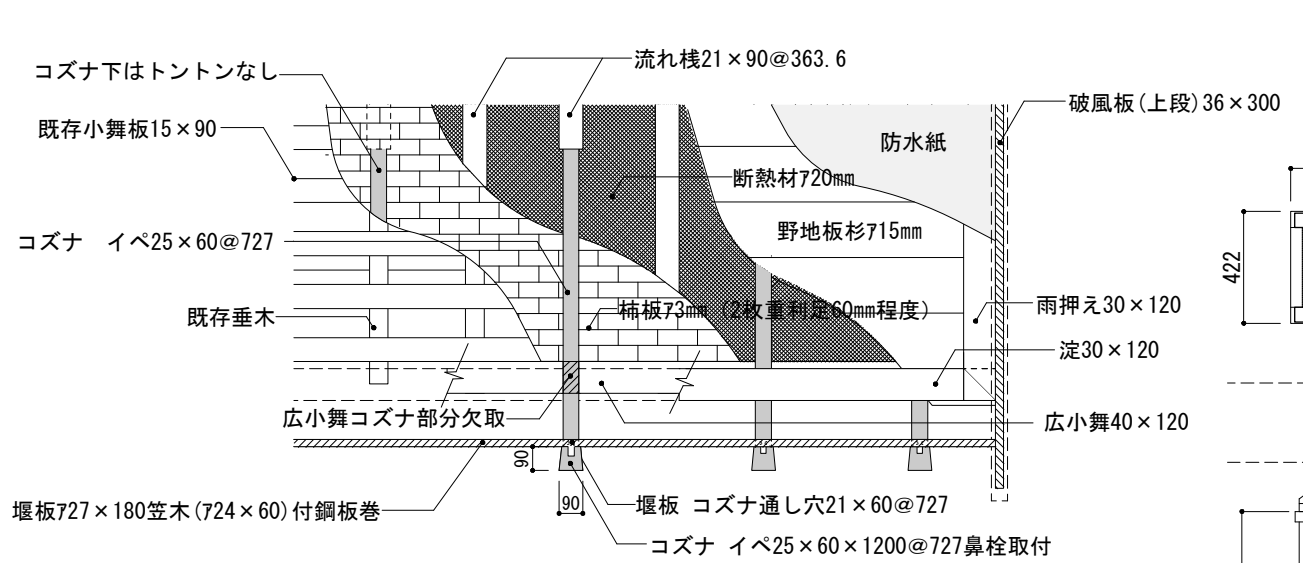 流れ桟21×90@363.6
コズナ下はトントンなし
破風板(上段)36×300
既存小舞板15×90
防水紙
断熱材ｱ20mm
野地板杉ｱ15mm
コズナ　イペ25×60@727
422
雨押え30×120
柿板ｱ3mm（2枚重利足60mm程度）
既存垂木
淀30×120
広小舞コズナ部分欠取
広小舞40×120
90
90
堰板 コズナ通し穴21×60@727
堰板ｱ27×180笠木(ｱ24×60)付鋼板巻
コズナ イペ25×60×1200@727鼻栓取付